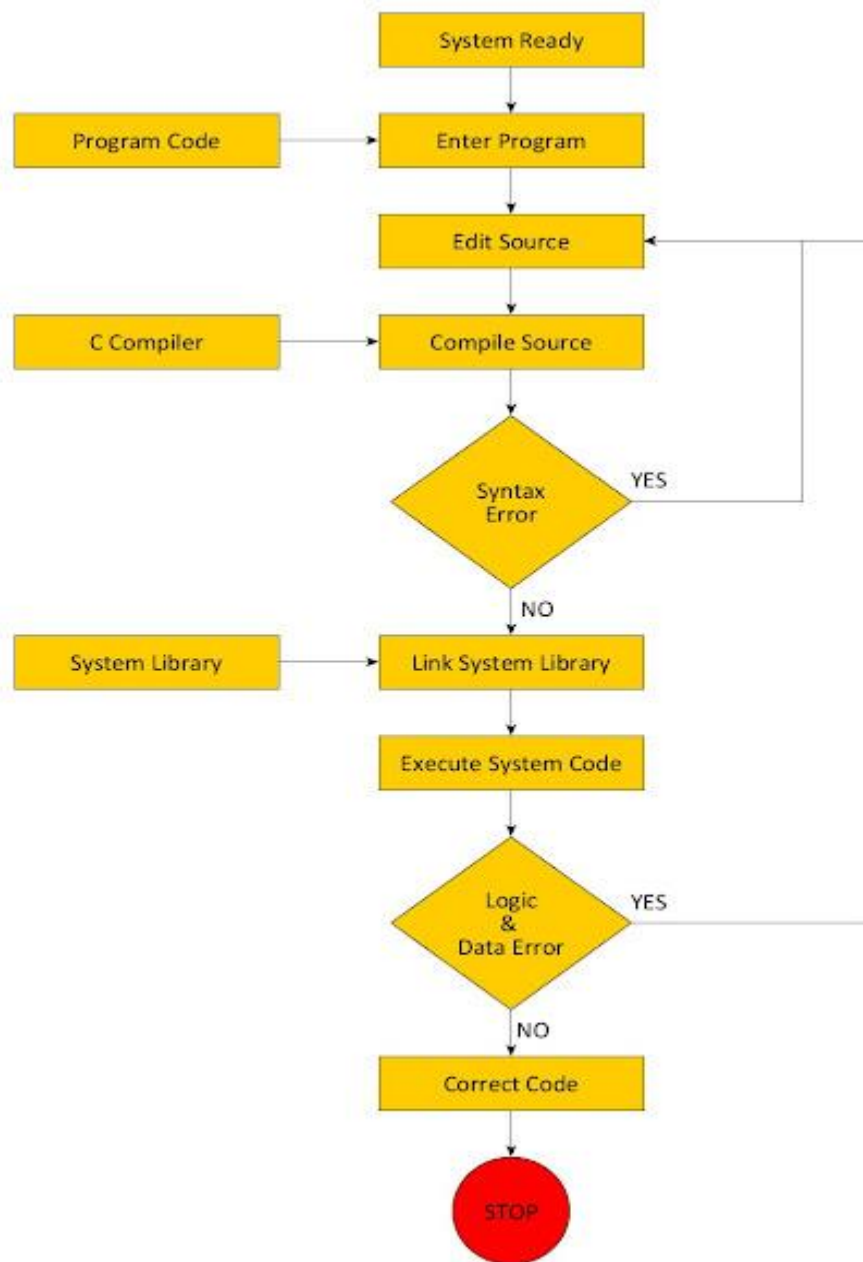 System Ready
Program Code
Enter Program
Edit Source
C Compiler
Compile Source
Syntax
Error
YES
NO
System Library
Link System Library
Execute System Code
Logic
&
Data Error
YES
NO
Correct Code
STOP